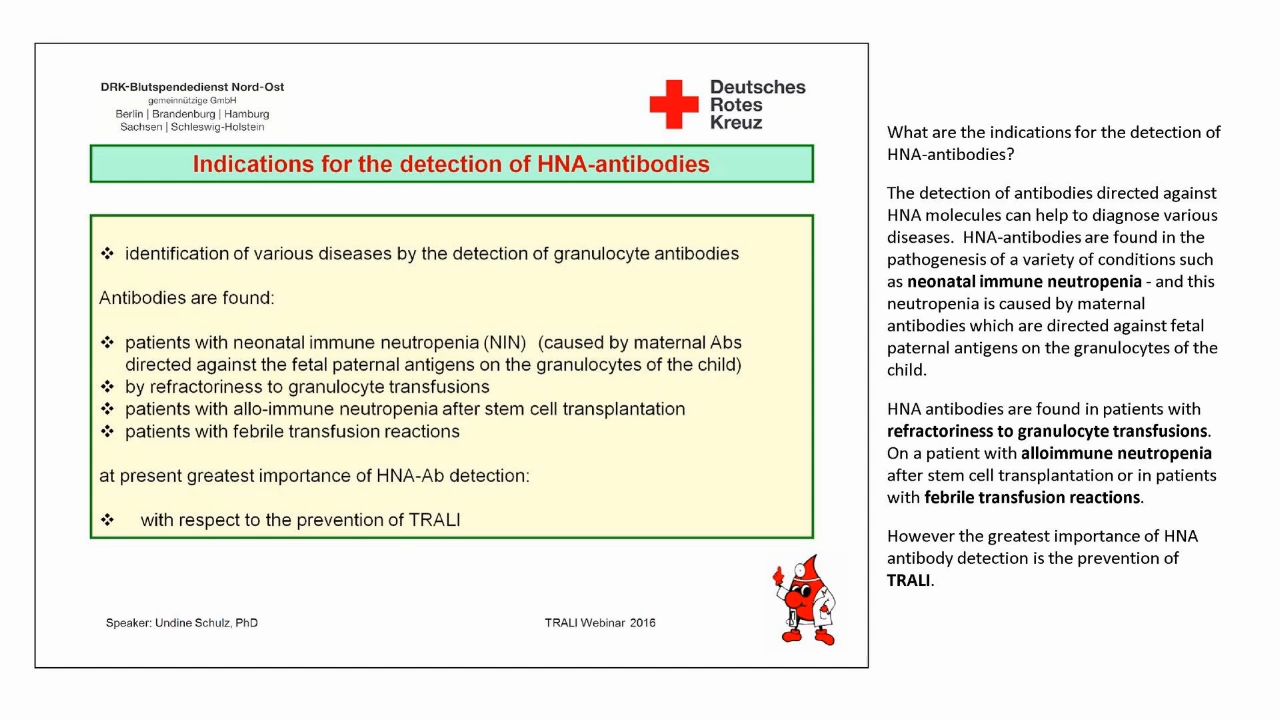 DRK-Blutspendedienst Nord-Ost
gemeinnützige GmbH
Berlin | Brandenburg | Hamburg
Sachsen | Schleswig-Holstein
Deutsches
Rotes
Kreuz
Indications for the detection of HNA-antibodies
❖ identification of various diseases by the detection of granulocyte antibodies
Antibodies are found:
❖ patients with neonatal immune neutropenia (NIN) (caused by maternal Abs
directed against the fetal paternal antigens on the granulocytes of the child)
❖ by refractoriness to granulocyte transfusions
❖ patients with allo-immune neutropenia after stem cell transplantation
❖ patients with febrile transfusion reactions
at present greatest importance of HNA-Ab detection:
❖ with respect to the prevention of TRALI
Speaker: Undine Schulz, PhD
TRALI Webinar 2016
What are the indications for the detection of
HNA-antibodies?
The detection of antibodies directed against
HNA molecules can help to diagnose various
diseases. HNA-antibodies are found in the
pathogenesis of a variety of conditions such
as neonatal immune neutropenia - and this
neutropenia is caused by maternal
antibodies which are directed against fetal
paternal antigens on the granulocytes of the
child.
HNA antibodies are found in patients with
refractoriness to granulocyte transfusions.
On a patient with alloimmune neutropenia
after stem cell transplantation or in patients
with febrile transfusion reactions.
However the greatest importance of HNA
antibody detection is the prevention of
TRALI.